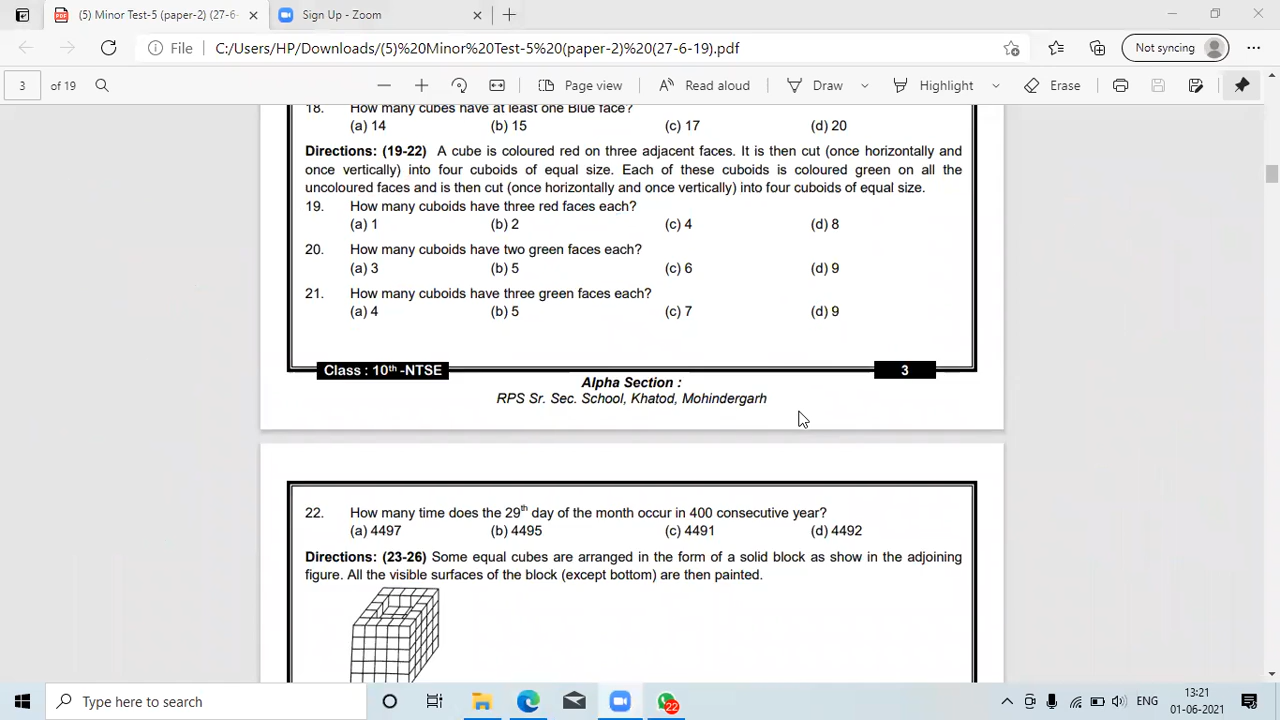 (5) Minor Test-5 (paper-2) (27-6-
Sign Up - Zoom
File
C:/Users/HP/Downloads/(5)%20Minor%20Test-5%20(paper-2)%20(27-6-19).pdf
Not syncing
3 of 19
Page view
Read aloud
Draw
Highlight
Erase
18. How many cubes have at least one Blue face?
(a) 14 (b) 15 (c) 17 (d) 20
Directions: (19-22) A cube is coloured red on three adjacent faces. It is then cut (once horizontally and
once vertically) into four cuboids of equal size. Each of these cuboids is coloured green on all the
uncoloured faces and is then cut (once horizontally and once vertically) into four cuboids of equal size.
19. How many cuboids have three red faces each?
(a) 1 (b) 2 (c) 4 (d) 8
20. How many cuboids have two green faces each?
(a) 3 (b) 5 (c) 6 (d) 9
21. How many cuboids have three green faces each?
(a) 4 (b) 5 (c) 7 (d) 9
Class : 10th -NTSE
3
Alpha Section :
RPS Sr. Sec. School, Khatod, Mohindergarh
22. How many time does the 29th day of the month occur in 400 consecutive year?
(a) 4497 (b) 4495 (c) 4491 (d) 4492
Directions: (23-26) Some equal cubes are arranged in the form of a solid block as show in the adjoining
figure. All the visible surfaces of the block (except bottom) are then painted.
Type here to search
22
ENG
13:21
01-06-2021